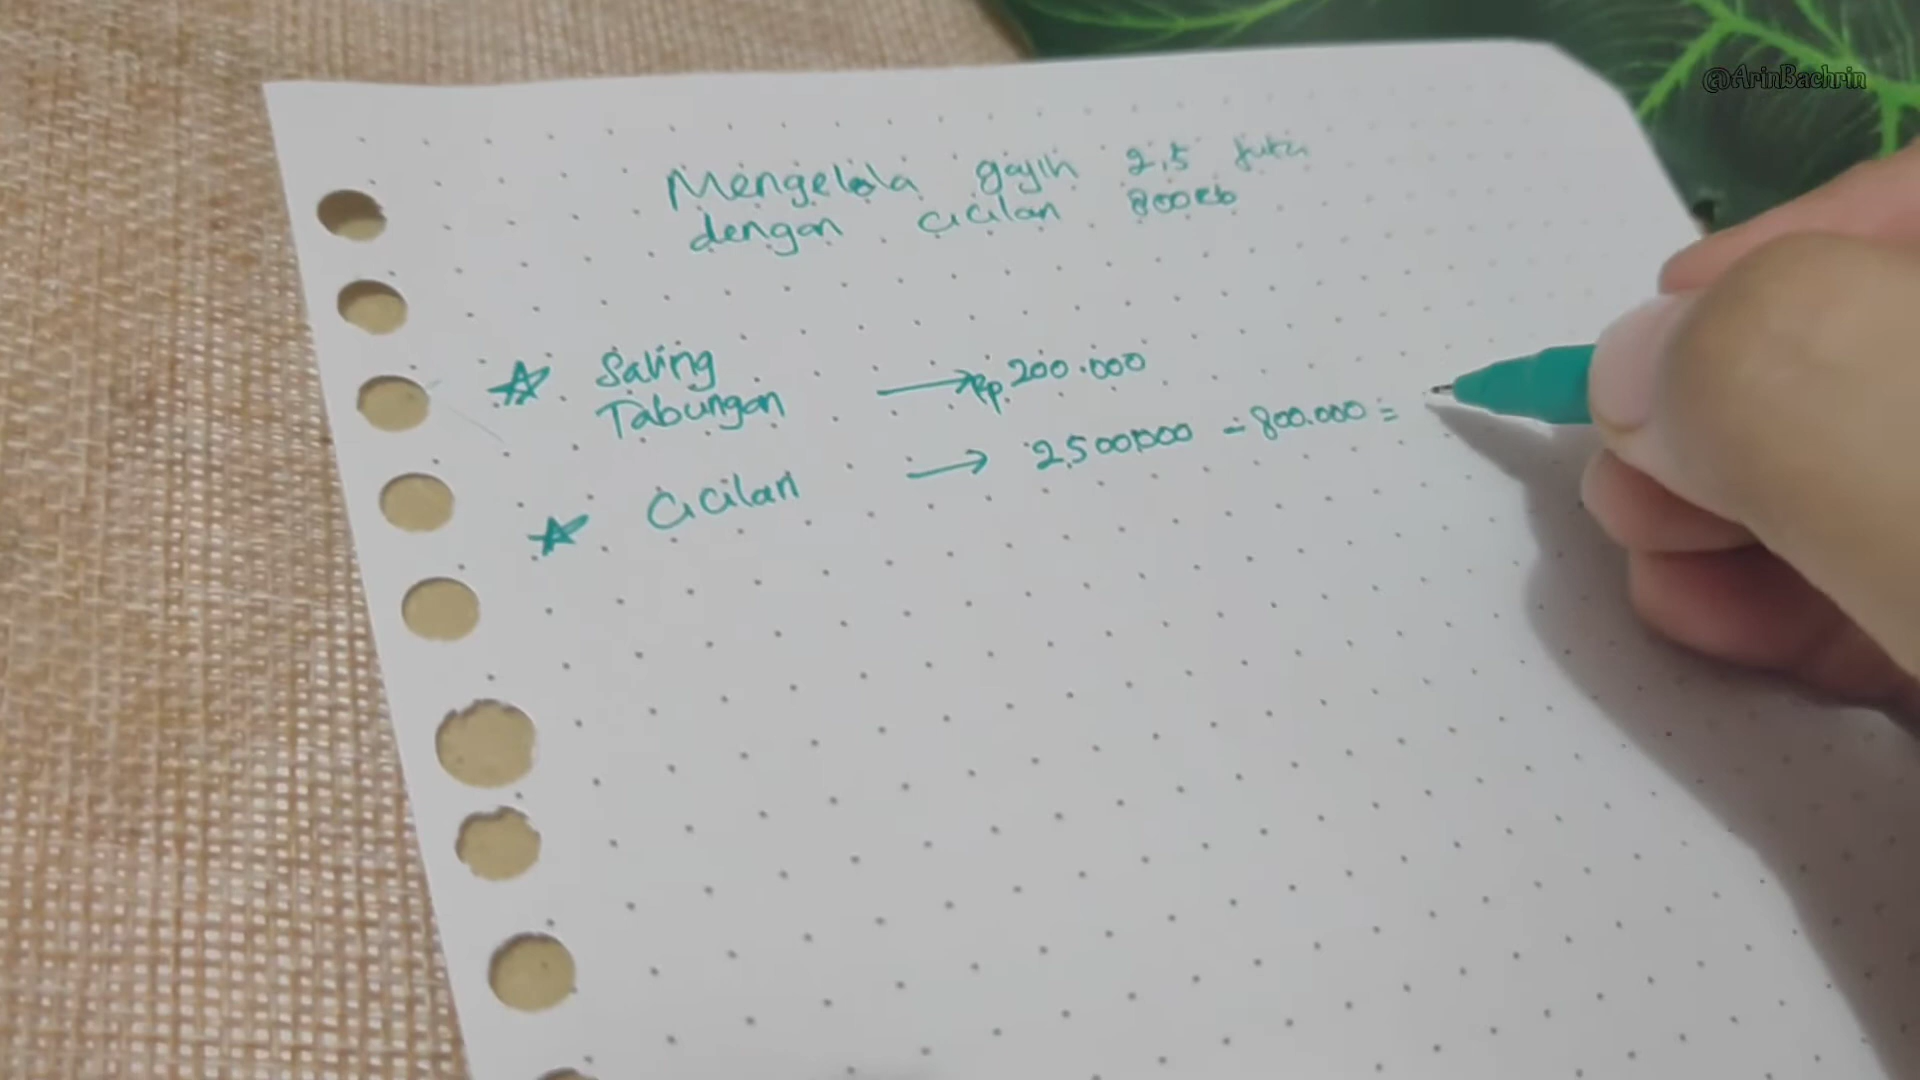 @ArinBachrin
Mengelola gajih 2,5 juta
dengan cicilan 800rb
Saving
Tabungan → Rp 200.000
Cicilan → 2.500.000 - 800.000 =